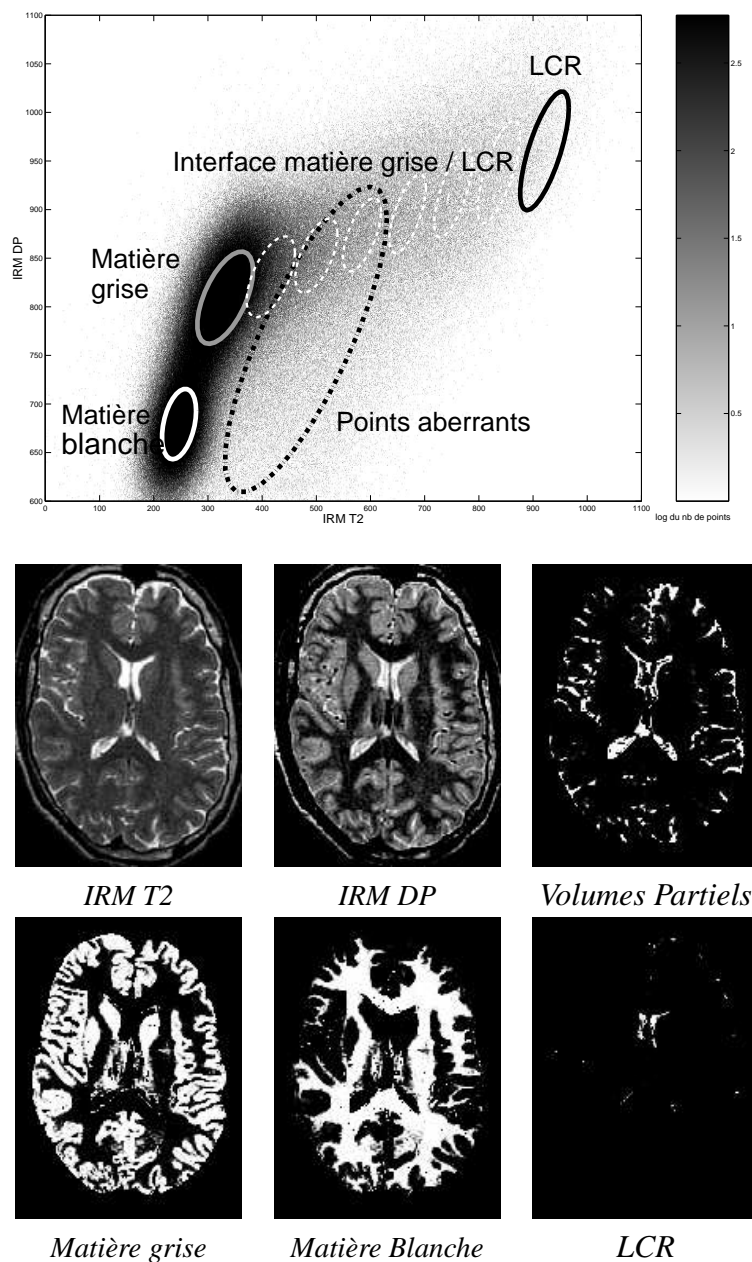 1100
1050
1000
950
900
850
800
750
700
650
600
IRM DP
0
100
200
300
400
500
600
700
800
900
1000
1100
IRM T2
LCR
Interface matière grise / LCR
Matière
grise
Matière
blanche
Points aberrants
2.5
2
1.5
1
0.5
log du nb de points
IRM T2
IRM DP
Volumes Partiels
Matière grise
Matière Blanche
LCR